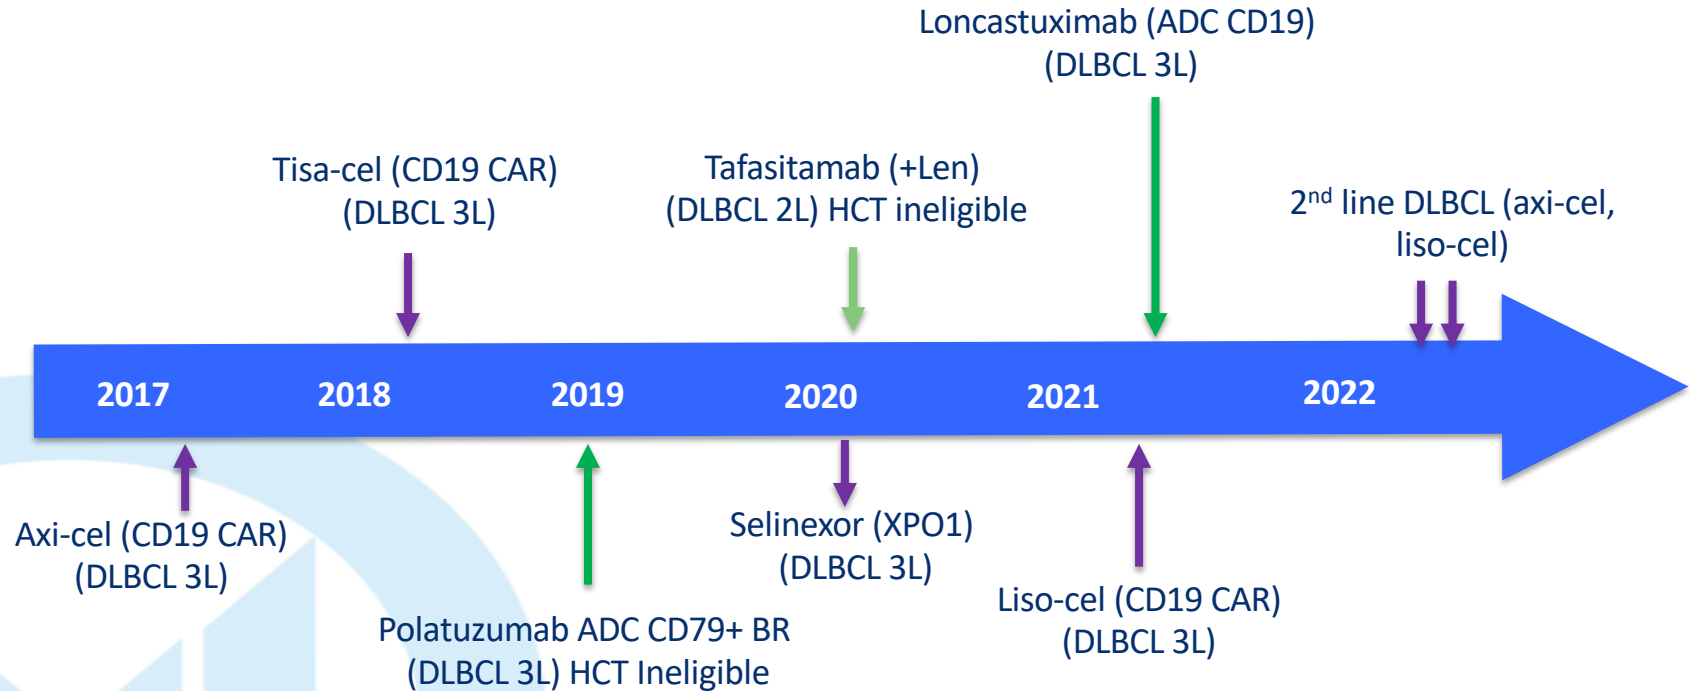 Loncastuximab (ADC CD19)
(DLBCL 3L)
Tisa-cel (CD19 CAR)
(DLBCL 3L)
Tafasitamab (+Len)
(DLBCL 2L) HCT ineligible
2nd line DLBCL (axi-cel,
liso-cel)
2017 2018 2019 2020 2021 2022
Axi-cel (CD19 CAR)
(DLBCL 3L)
Polatuzumab ADC CD79+ BR
(DLBCL 3L) HCT Ineligible
Selinexor (XPO1)
(DLBCL 3L)
Liso-cel (CD19 CAR)
(DLBCL 3L)